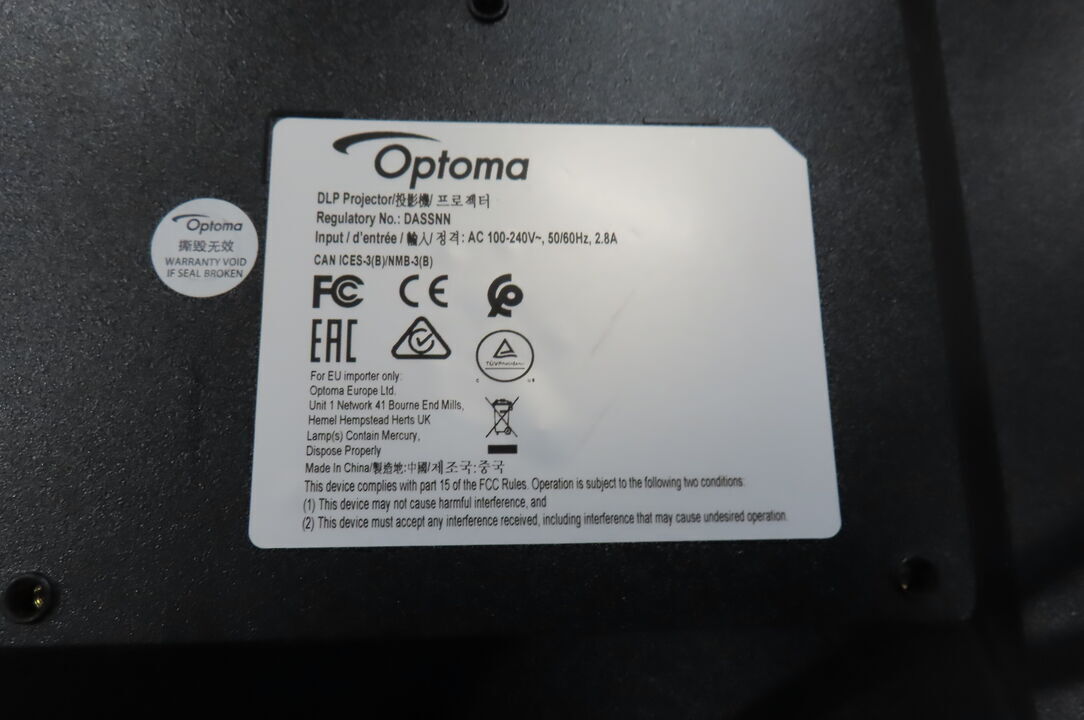 Optoma
DLP Projector/投影機/ 프로젝터
Regulatory No.: DASSNN
Input / d'entrée / 輸入/ 정격: AC 100-240V~, 50/60Hz, 2.8A
CAN ICES-3(B)/NMB-3(B)
FC CE
EAC
TÜVRheinland
C US
For EU importer only:
Optoma Europe Ltd.
Unit 1 Network 41 Bourne End Mills,
Hemel Hempstead Herts UK
Lamp(s) Contain Mercury,
Dispose Properly
Made In China/製造地:中國/제조국:중국
This device complies with part 15 of the FCC Rules. Operation is subject to the following two conditions:
(1) This device may not cause harmful interference, and
(2) This device must accept any interference received, including interference that may cause undesired operation.
Optoma
撕毁无效
WARRANTY VOID
IF SEAL BROKEN